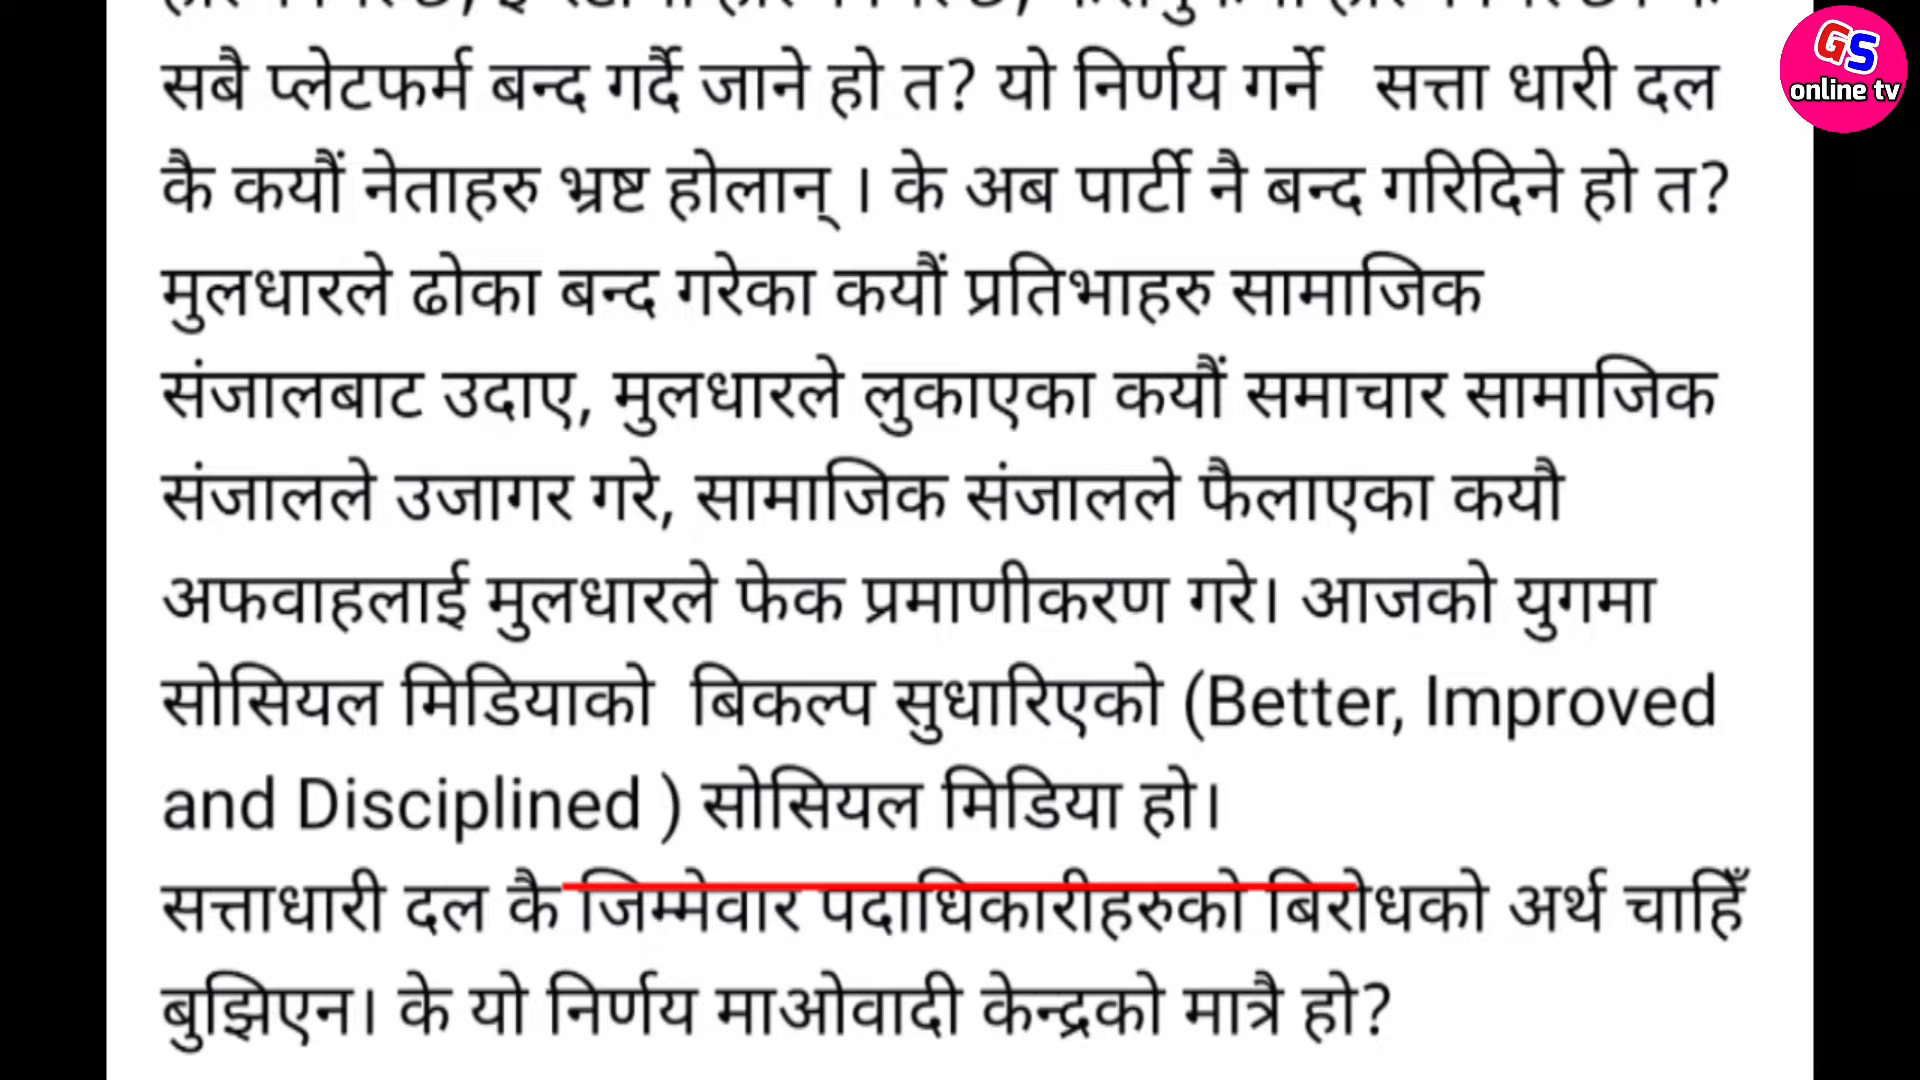 सबै प्लेटफर्म बन्द गर्दै जाने हो त? यो निर्णय गर्ने सत्ता धारी दल
कै कयौं नेताहरु भ्रष्ट होलान् । के अब पार्टी नै बन्द गरिदिने हो त?
मुलधारले ढोका बन्द गरेका कयौं प्रतिभाहरु सामाजिक
संजालबाट उदाए, मुलधारले लुकाएका कयौं समाचार सामाजिक
संजालले उजागर गरे, सामाजिक संजालले फैलाएका कयौ
अफवाहलाई मुलधारले फेक प्रमाणीकरण गरे। आजको युगमा
सोसियल मिडियाको बिकल्प सुधारिएको (Better, Improved
and Disciplined ) सोसियल मिडिया हो।
सत्ताधारी दल कै जिम्मेवार पदाधिकारीहरुको बिरोधको अर्थ चाहिँ
बुझिएन। के यो निर्णय माओवादी केन्द्रको मात्रै हो?
GS
online tv